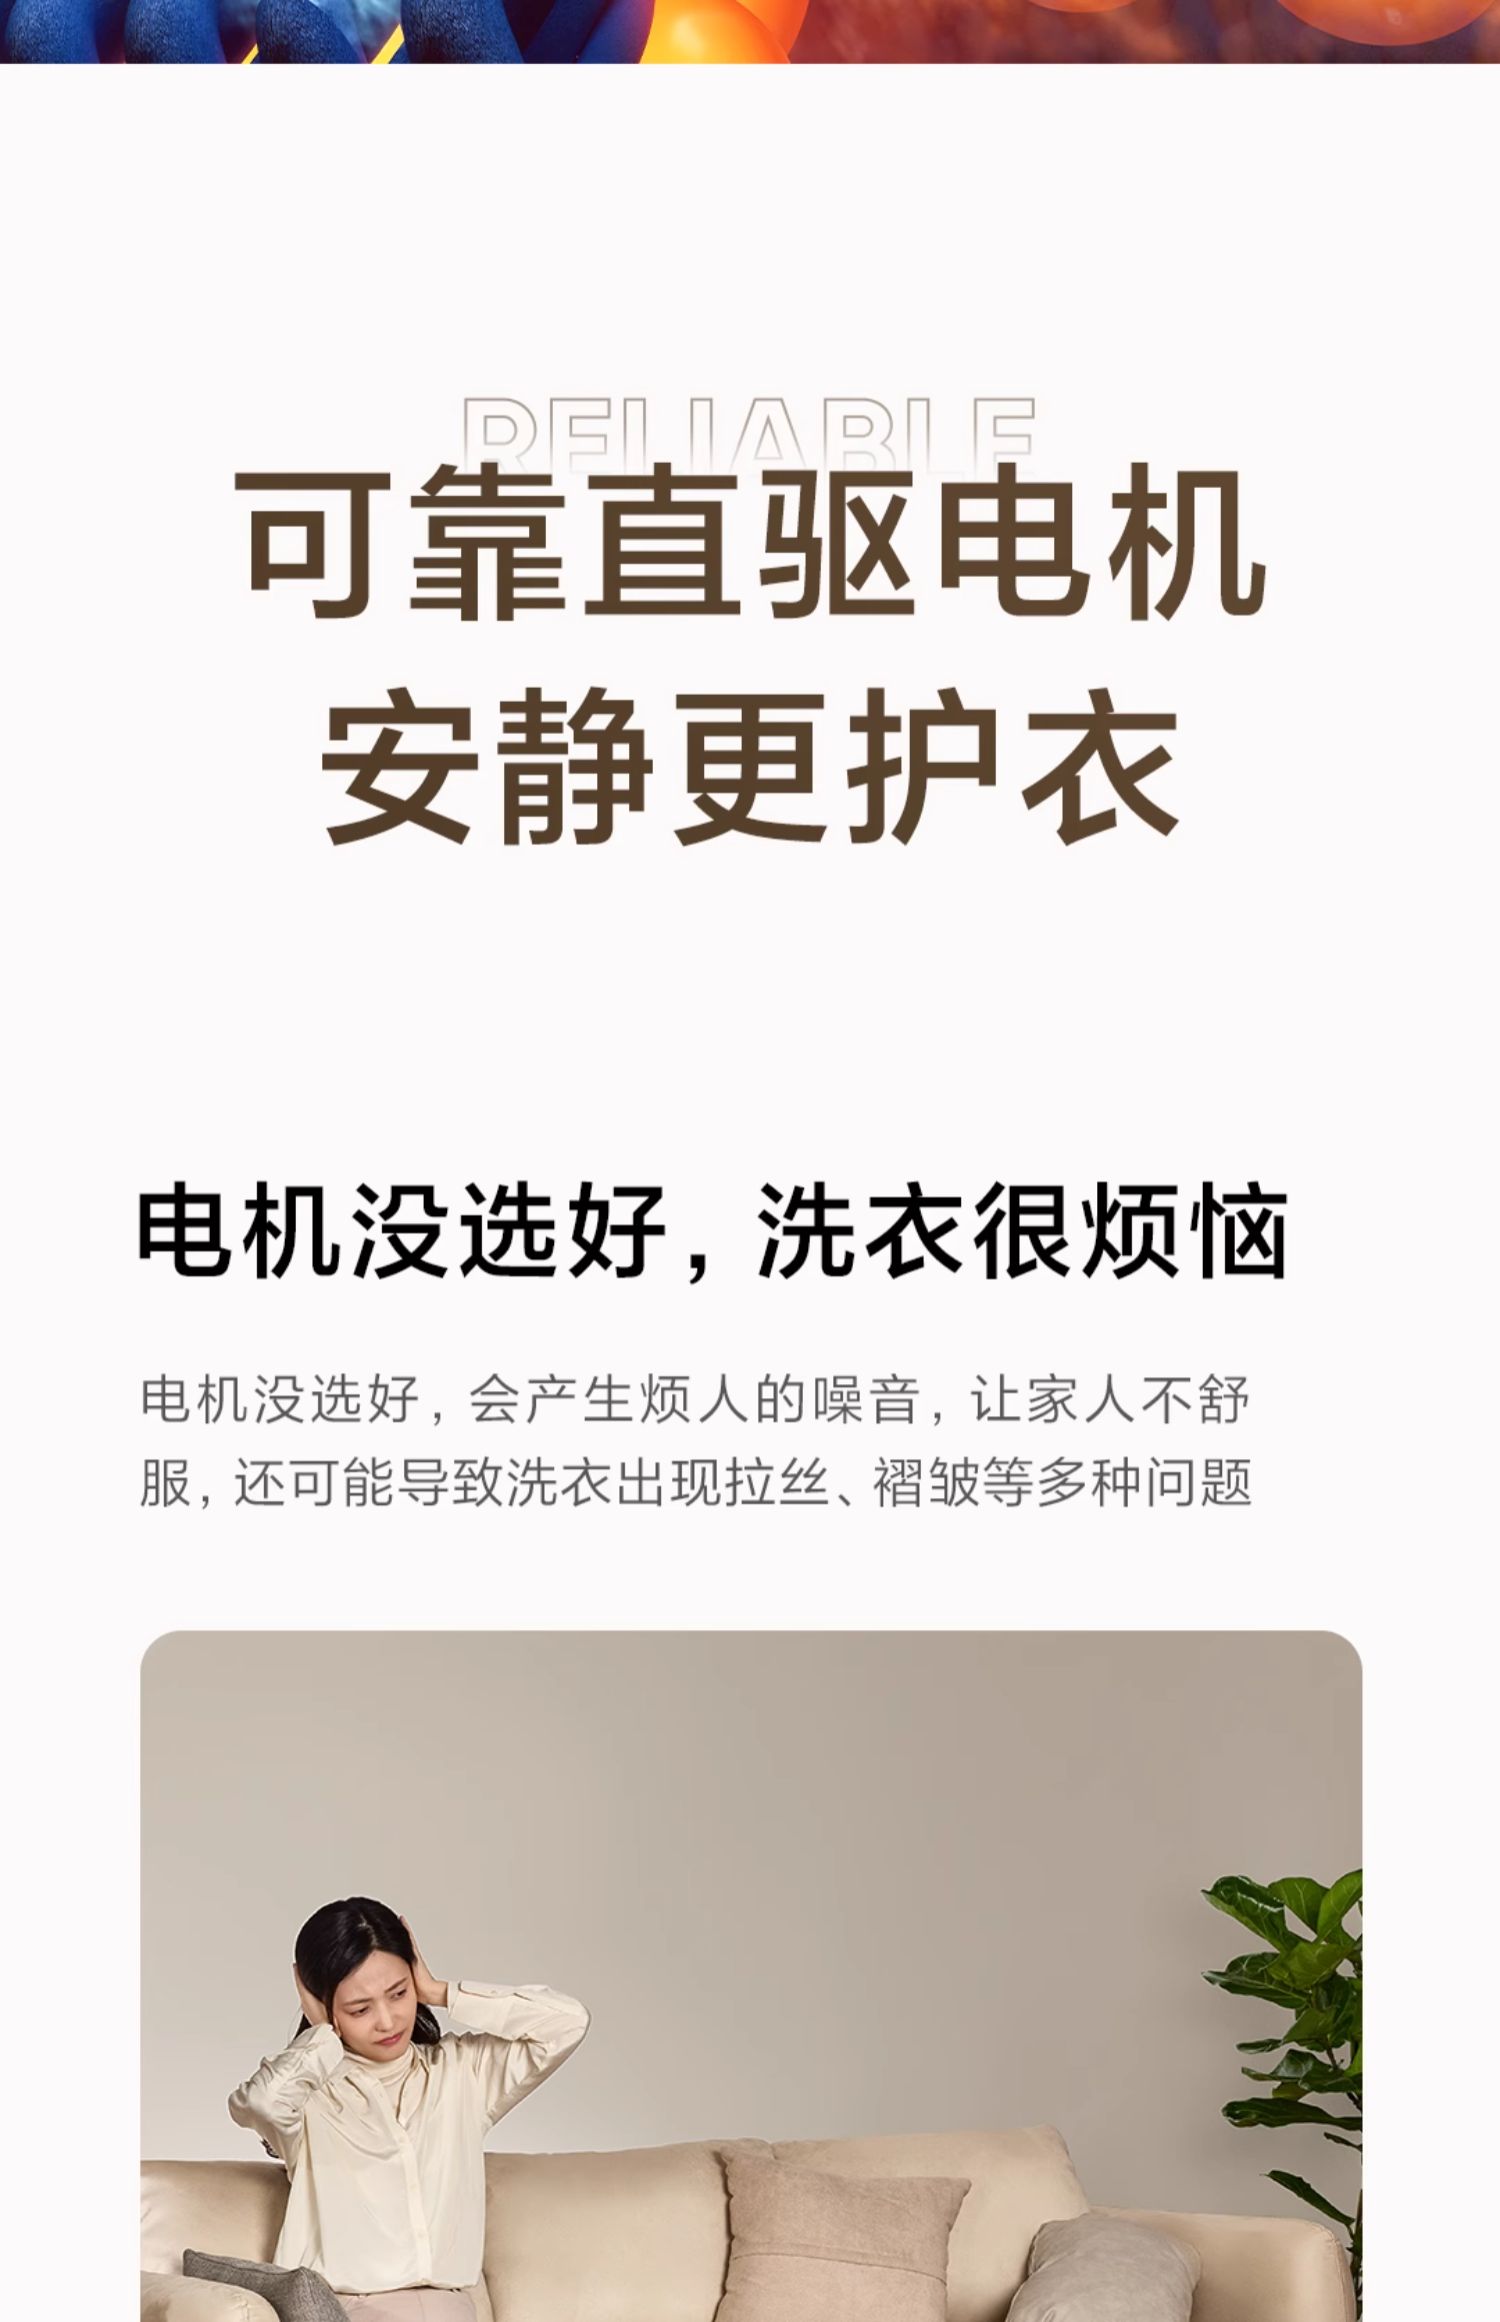 RELIABLE
可靠直驱电机
安静更护衣
电机没选好，洗衣很烦恼
电机没选好，会产生烦人的噪音，让家人不舒
服，还可能导致洗衣出现拉丝、褶皱等多种问题